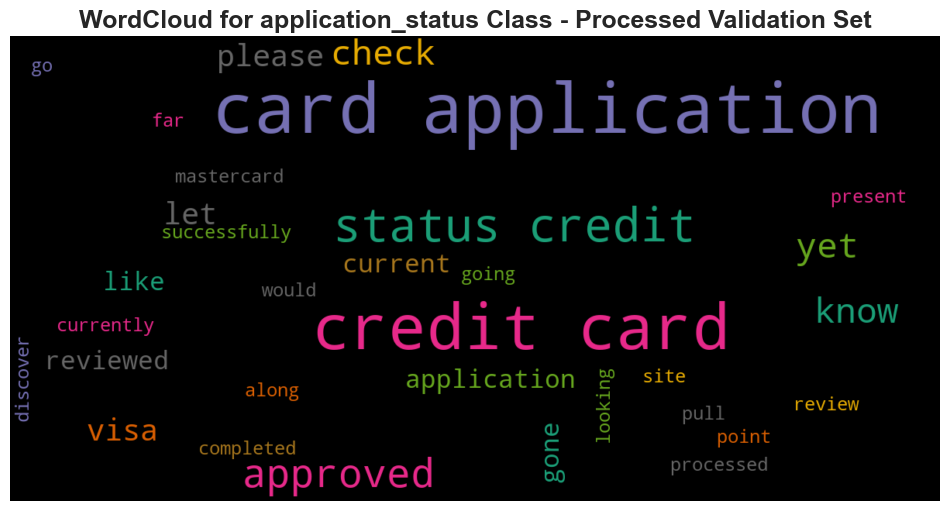 WordCloud for application_status Class - Processed Validation Set
please check
go
card application
far
mastercard
present
let
status credit
successfully
yet
current
going
like
would
know
credit card
currently
reviewed
discover
application
looking
site
along
review
pull
visa
point
gone
completed
processed
approved